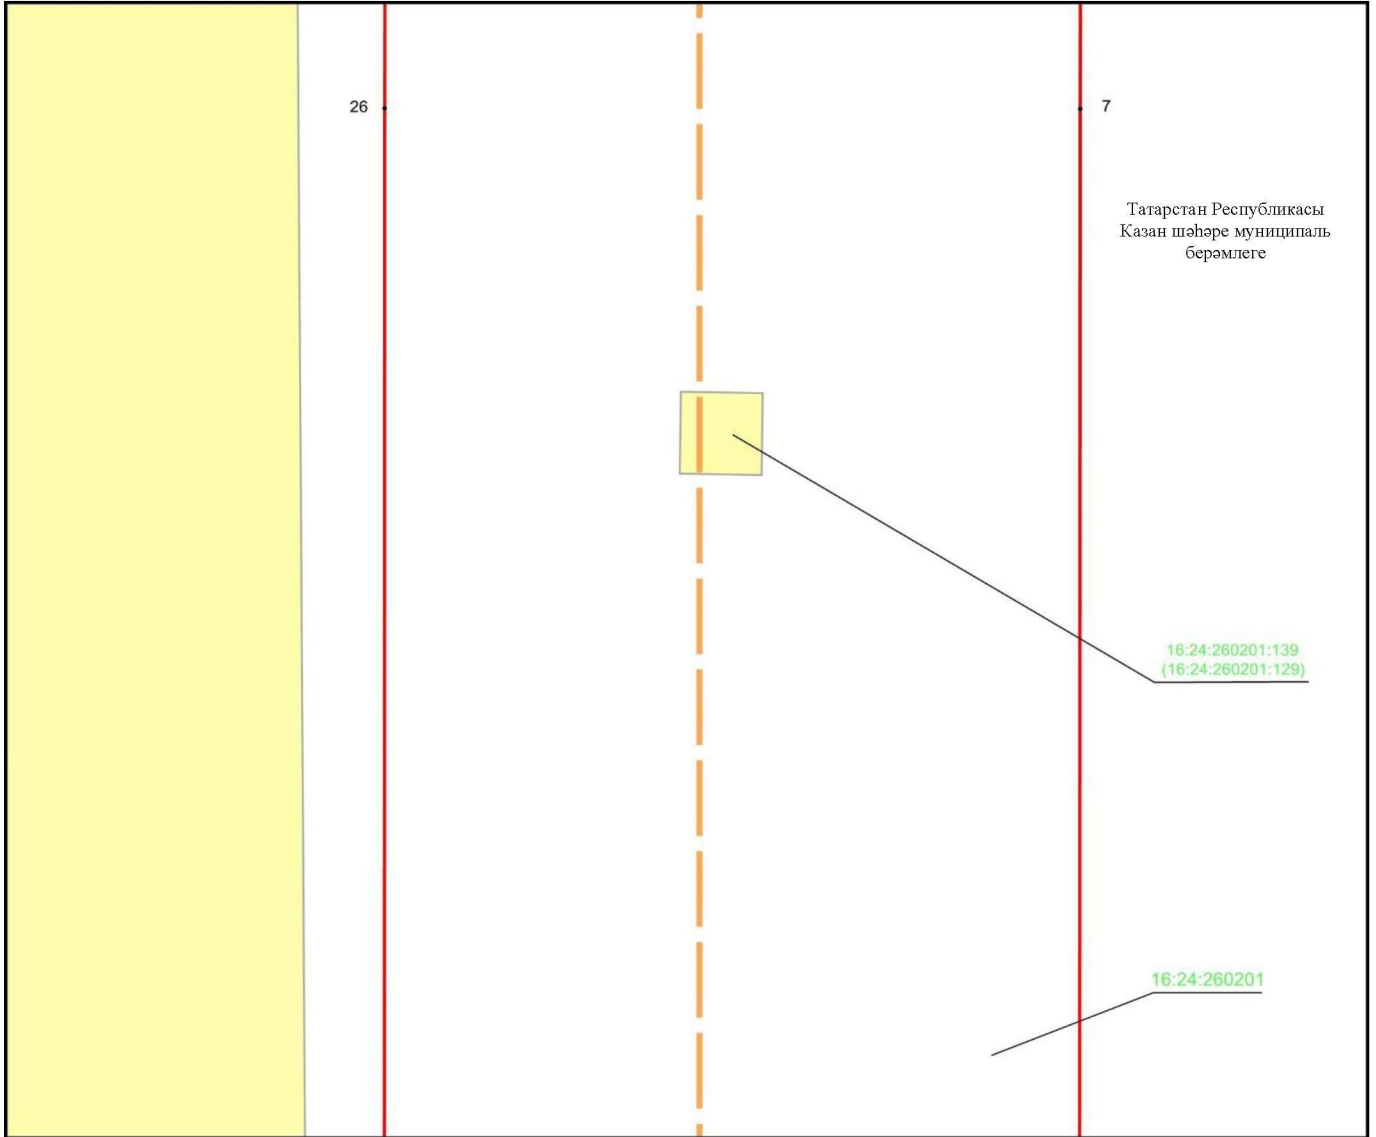 26
7
Татарстан Республикасы
Казан шәһәре муниципаль
берәмлеге
16:24:260201:139
(16:24:260201:129)
16:24:260201